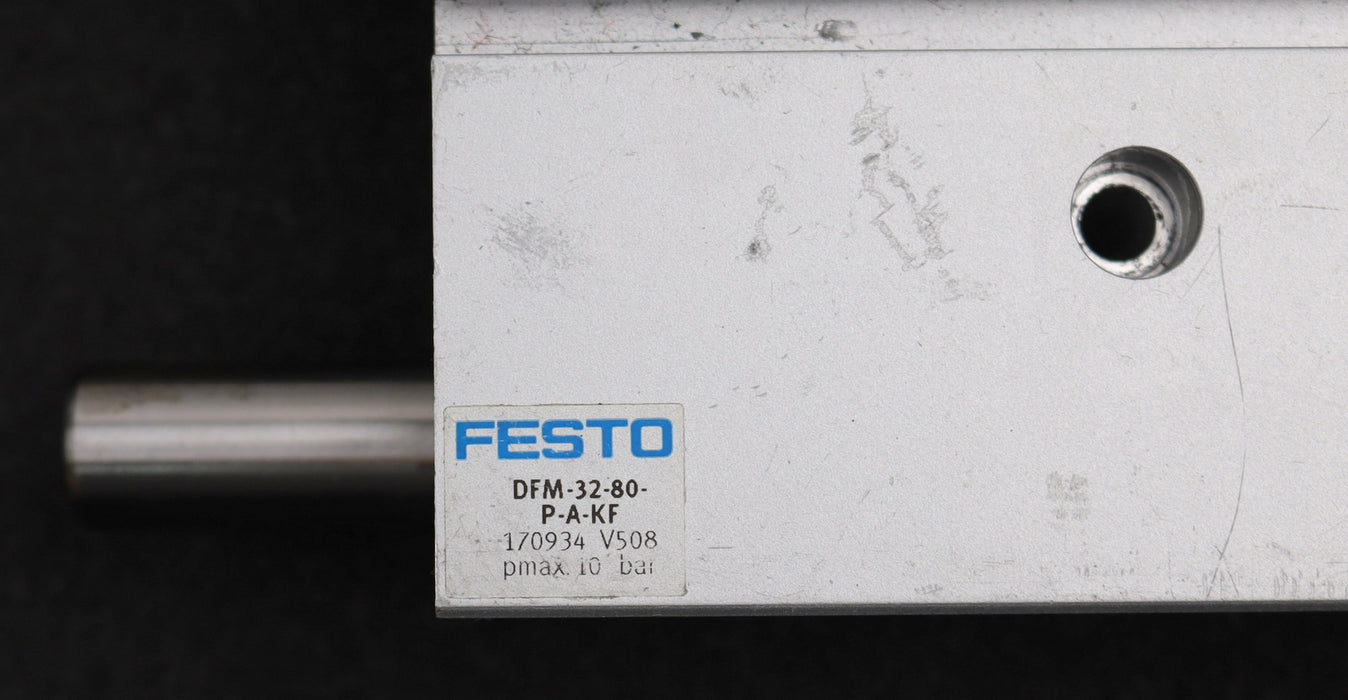 FESTO
DFM-32-80-
P-A-KF
170934 V508
pmax. 10 bar